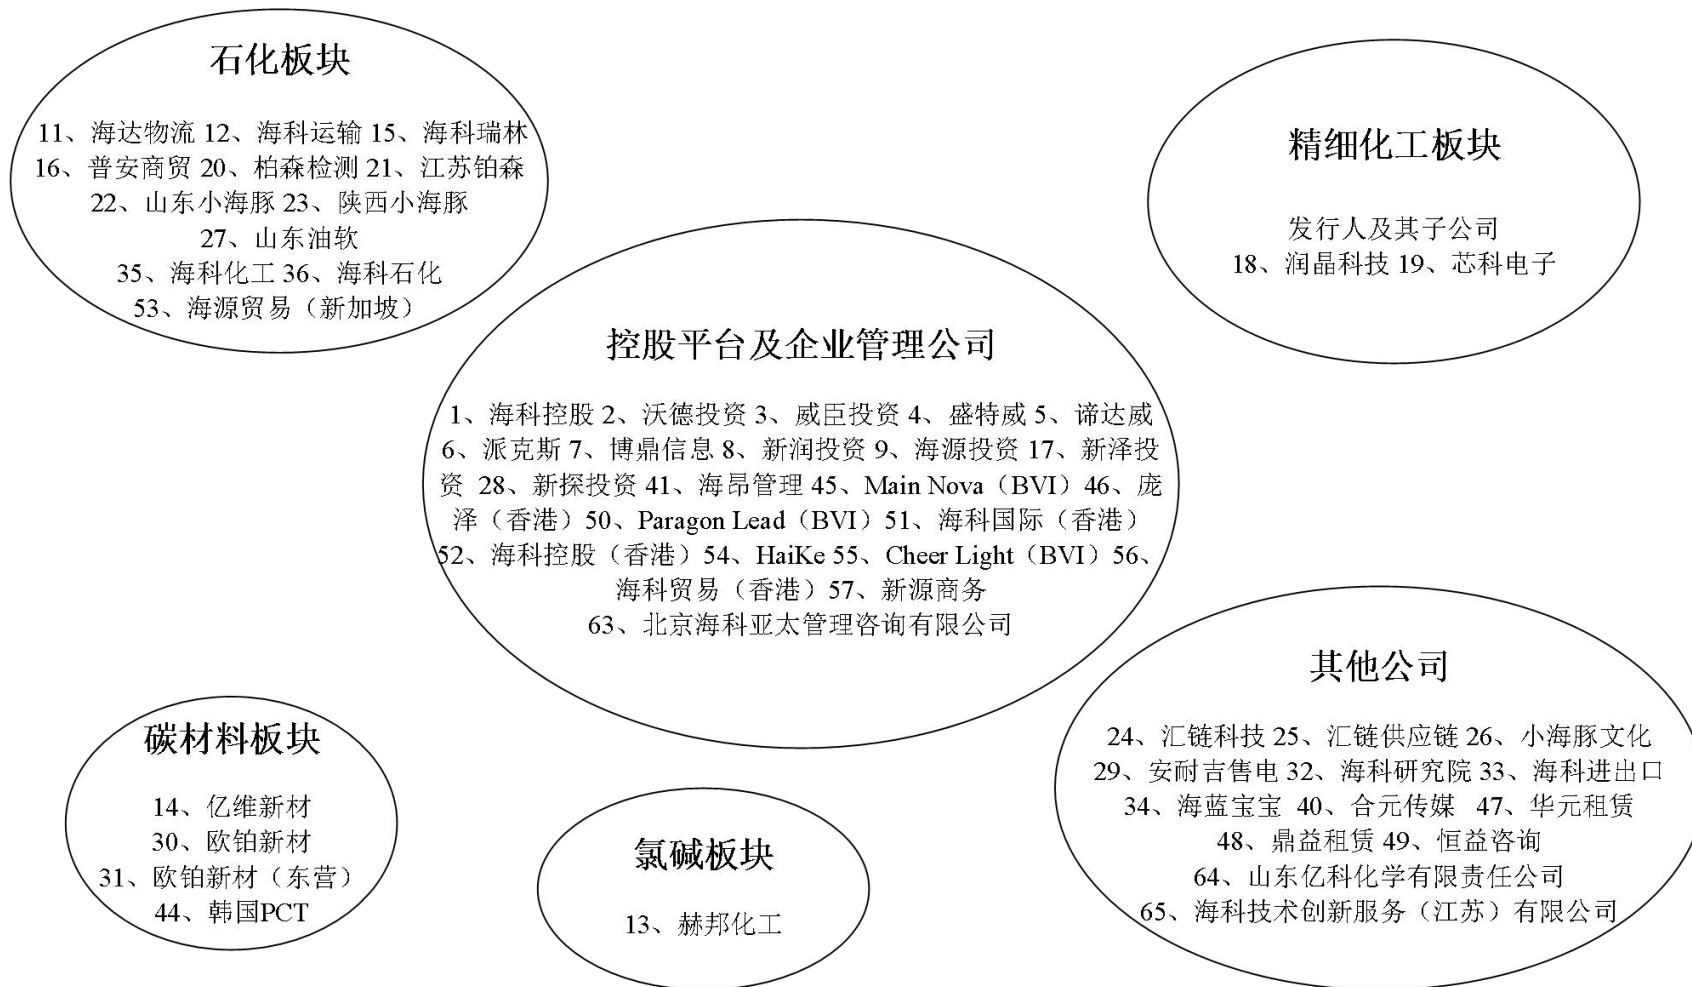 石化板块
11、海达物流 12、海科运输 15、海科瑞林
16、普安商贸 20、柏森检测 21、江苏铂森
22、山东小海豚 23、陕西小海豚
27、山东油软
35、海科化工 36、海科石化
53、海源贸易（新加坡）
精细化工板块
发行人及其子公司
18、润晶科技 19、芯科电子
控股平台及企业管理公司
1、海科控股 2、沃德投资 3、威臣投资 4、盛特威 5、谛达威
6、派克斯 7、博鼎信息 8、新润投资 9、海源投资 17、新泽投
资 28、新探投资 41、海昂管理 45、Main Nova（BVI）46、庞
泽（香港）50、Paragon Lead（BVI）51、海科国际（香港）
52、海科控股（香港）54、HaiKe 55、Cheer Light（BVI）56、
海科贸易（香港）57、新源商务
63、北京海科亚太管理咨询有限公司
其他公司
24、汇链科技 25、汇链供应链 26、小海豚文化
29、安耐吉售电 32、海科研究院 33、海科进出口
34、海蓝宝宝 40、合元传媒 47、华元租赁
48、鼎益租赁 49、恒益咨询
64、山东亿科化学有限责任公司
65、海科技术创新服务（江苏）有限公司
碳材料板块
14、亿维新材
30、欧铂新材
31、欧铂新材（东营）
44、韩国PCT
氯碱板块
13、赫邦化工